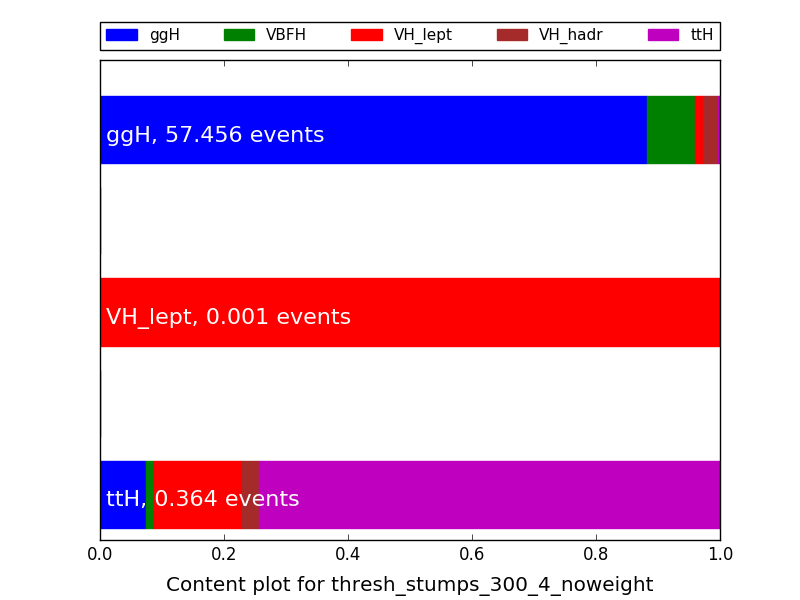 ggH VBFH VH_lept VH_hadr ttH
ggH, 57.456 events
VH_lept, 0.001 events
ttH, 0.364 events
0.0 0.2 0.4 0.6 0.8 1.0
Content plot for thresh_stumps_300_4_noweight